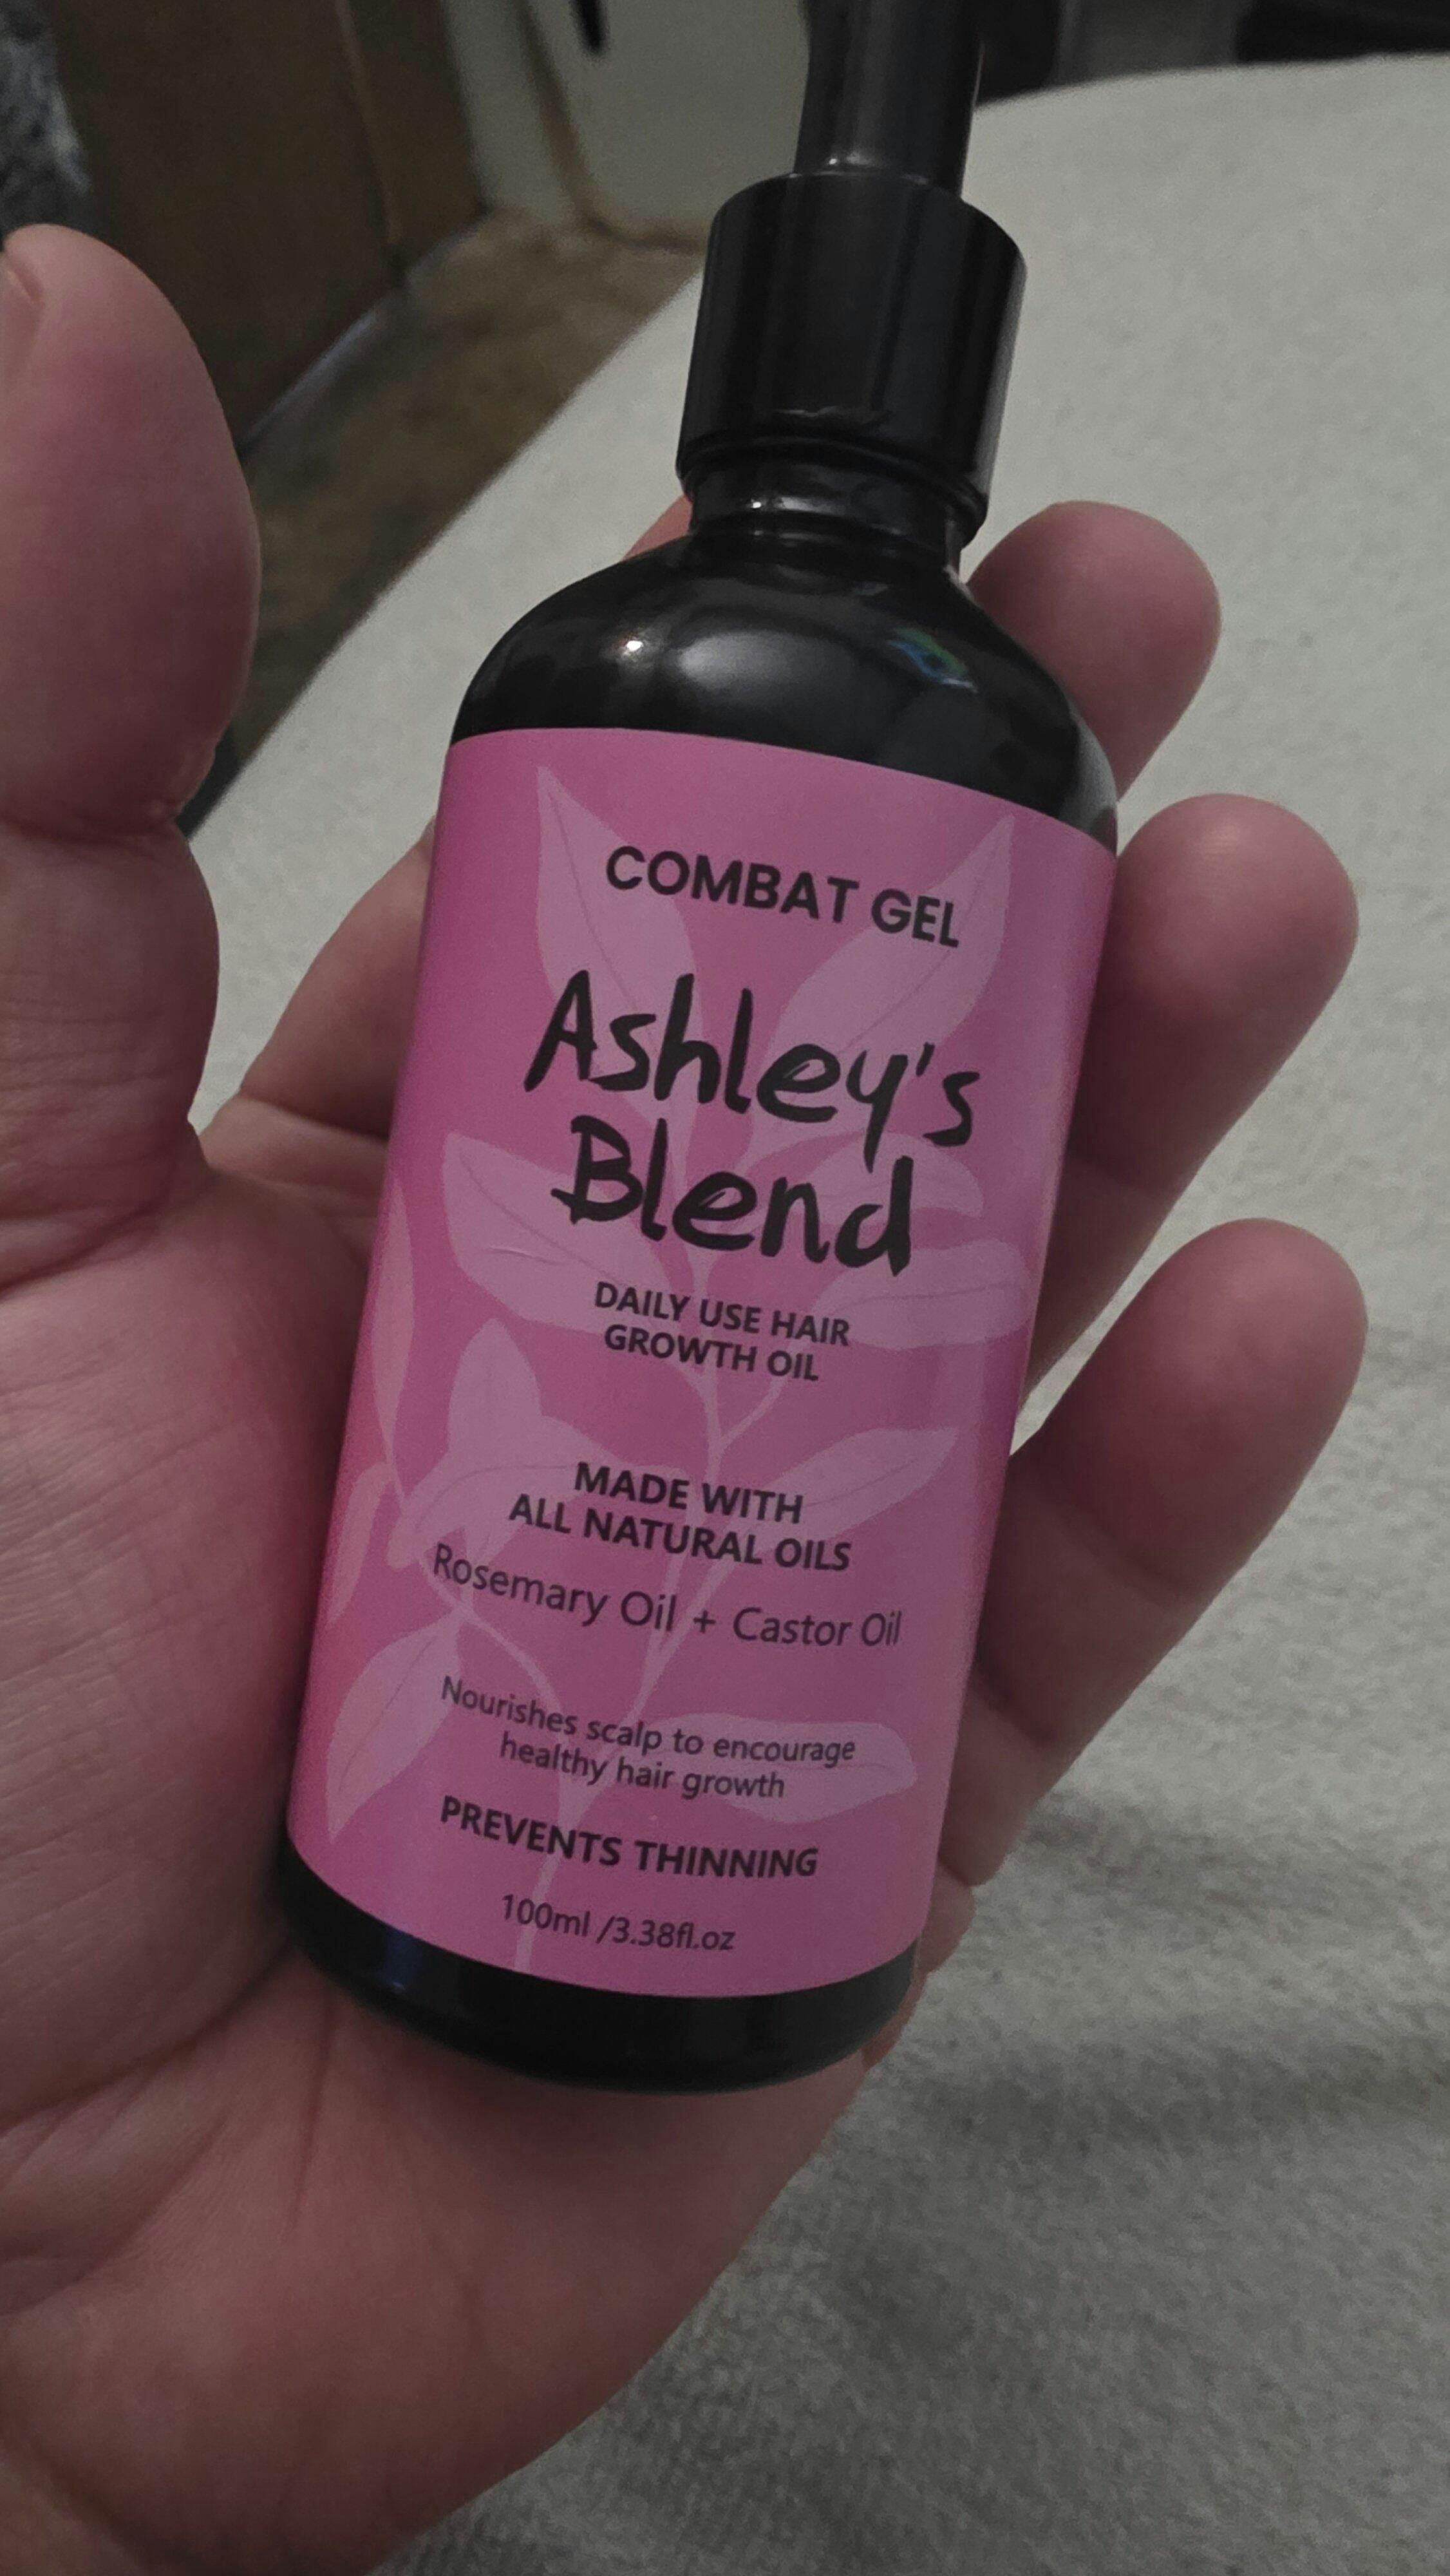 COMBAT GEL
Ashley's
Blend
DAILY USE HAIR
GROWTH OIL
MADE WITH
ALL NATURAL OILS
Rosemary Oil + Castor Oil
Nourishes scalp to encourage
healthy hair growth
PREVENTS THINNING
100ml /3.38fl.oz